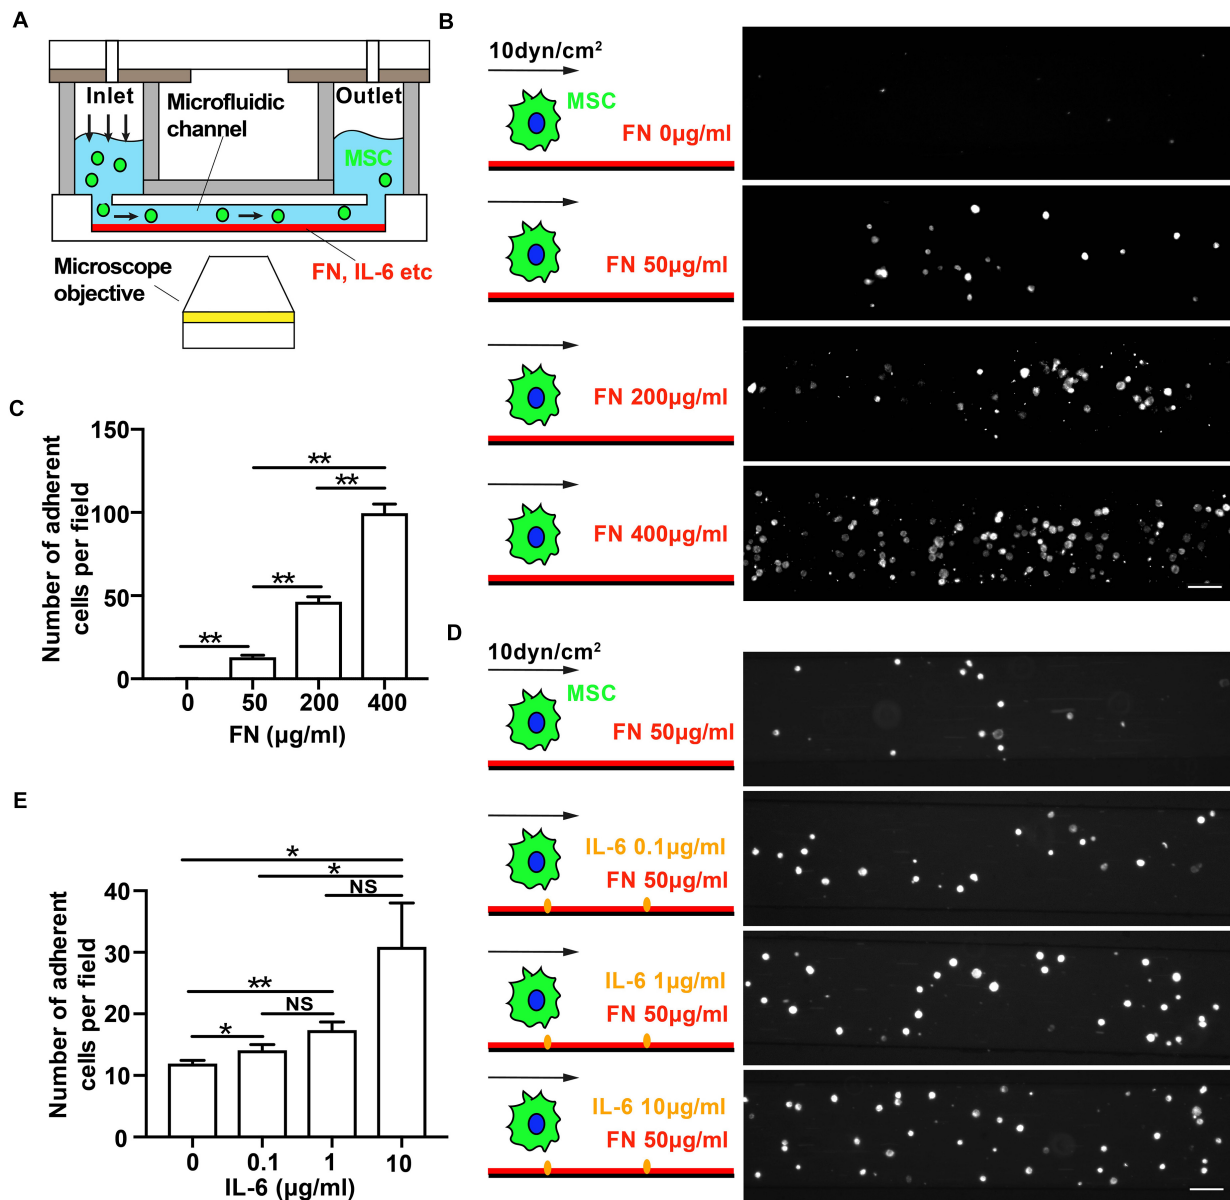 A
Inlet
Microfluidic
channel
Outlet
MSC
Microscope
objective
FN, IL-6 etc
B
10dyn/cm²
MSC
FN 0μg/ml
FN 50μg/ml
FN 200μg/ml
FN 400μg/ml
C
Number of adherent
cells per field
150
100
50
0
**
**
**
**
0 50 200 400
FN (μg/ml)
D
10dyn/cm²
MSC
FN 50μg/ml
IL-6 0.1μg/ml
FN 50μg/ml
IL-6 1μg/ml
FN 50μg/ml
IL-6 10μg/ml
FN 50μg/ml
E
Number of adherent
cells per field
40
30
20
10
0
*
*
NS
**
NS
*
0 0.1 1 10
IL-6 (μg/ml)